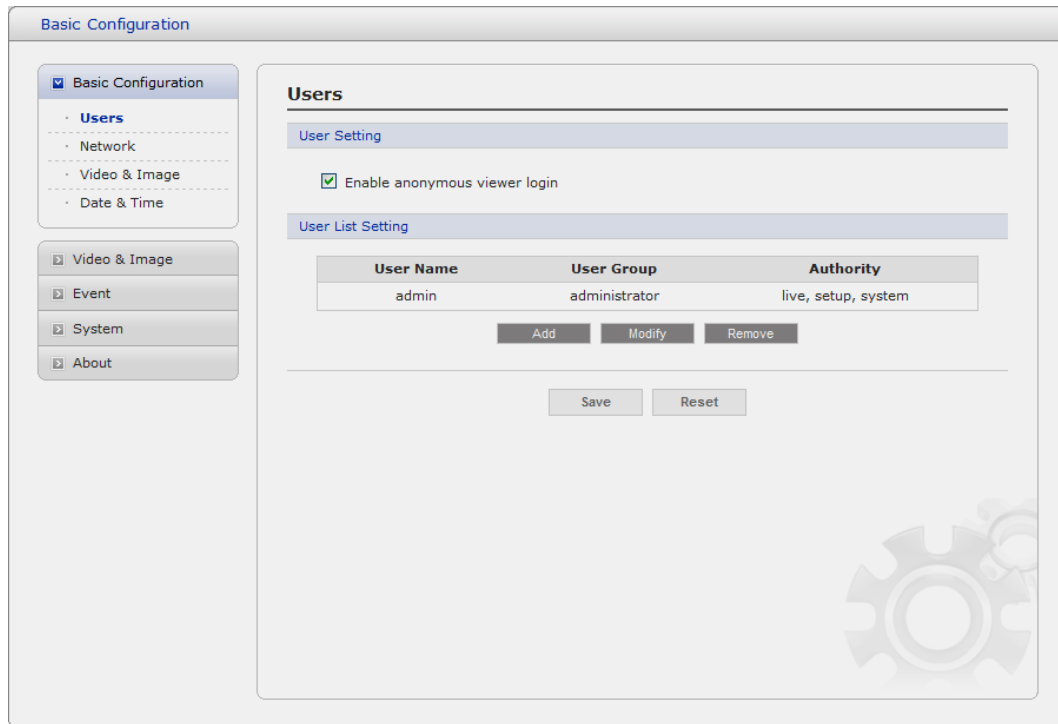 Basic Configuration
Basic Configuration
· Users
· Network
· Video & Image
· Date & Time
Video & Image
Event
System
About
Users
User Setting
Enable anonymous viewer login
User List Setting
User Name User Group Authority
admin administrator live, setup, system
Add Modify Remove
Save Reset